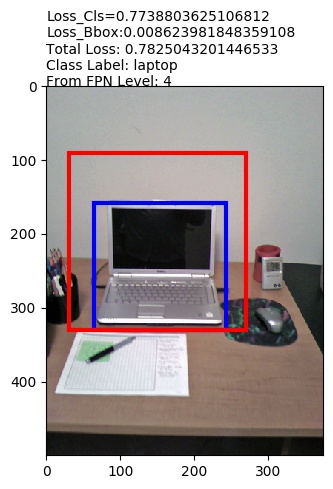 Loss_Cls=0.7738803625106812
Loss_Bbox:0.008623981848359108
Total Loss: 0.7825043201446533
Class Label: laptop
From FPN Level: 4
0
100
200
300
400
0
100
200
300